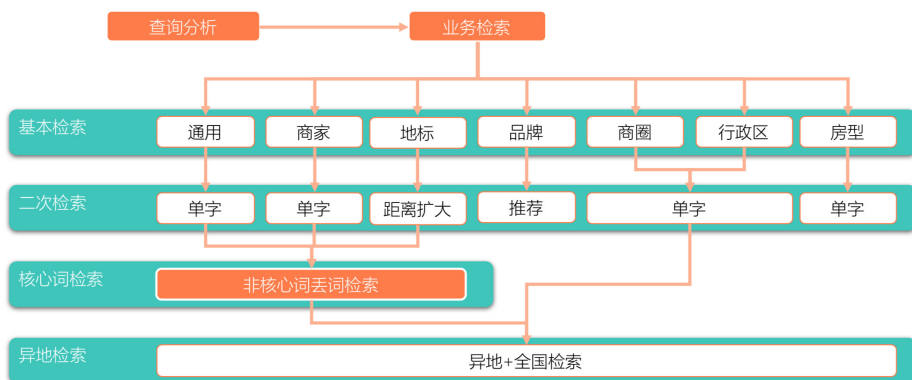 查询分析
业务检索
基本检索
通用
商家
地标
品牌
商圈
行政区
房型
二次检索
单字
单字
距离扩大
推荐
单字
单字
核心词检索
非核心词丢词检索
异地检索
异地+全国检索